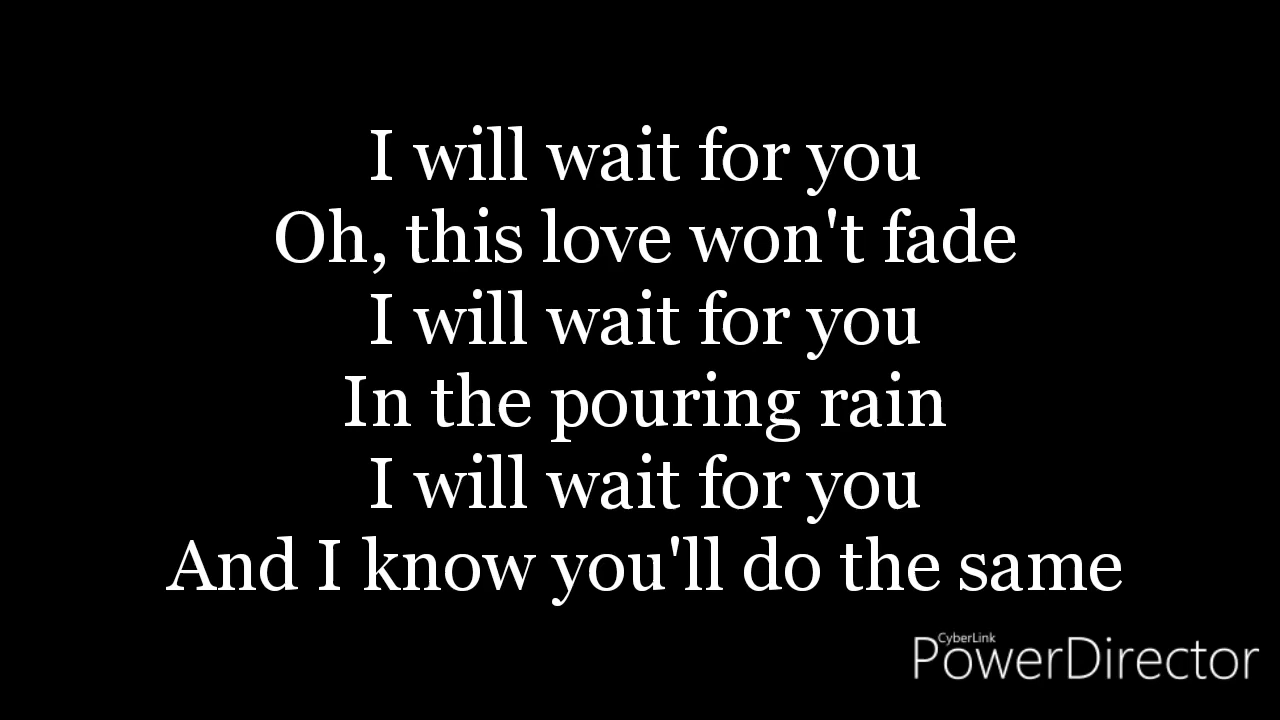 I will wait for you
Oh, this love won't fade
I will wait for you
In the pouring rain
I will wait for you
And I know you'll do the same
CyberLink
PowerDirector